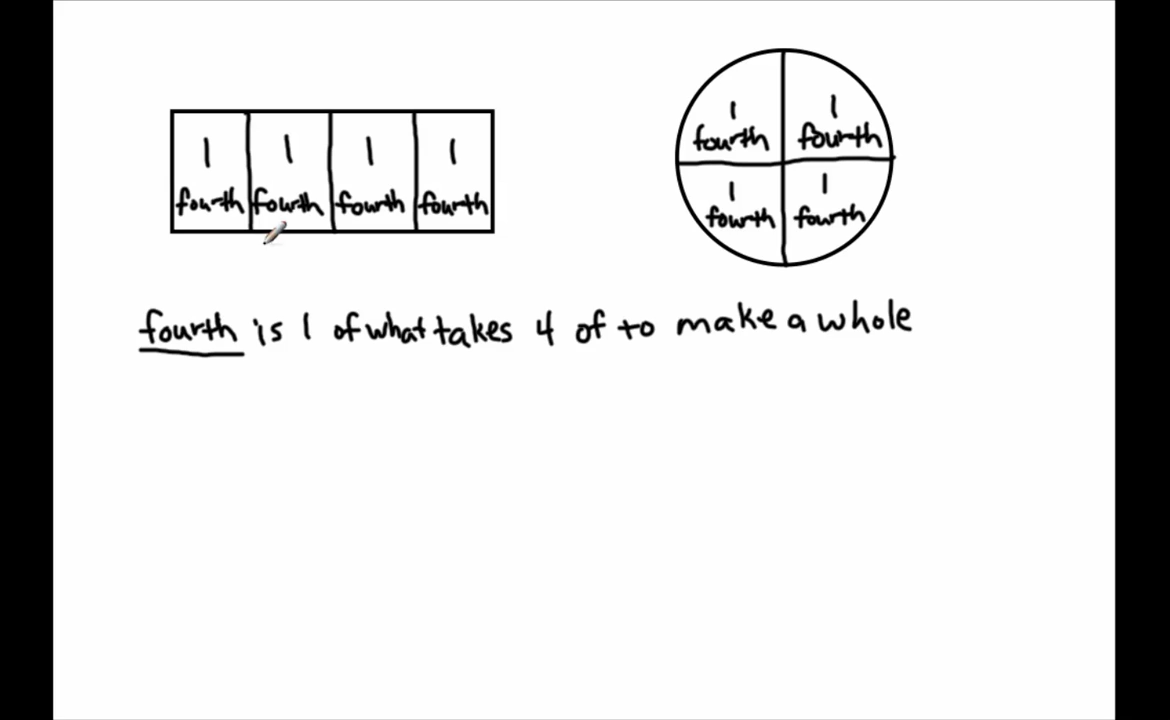 1 1 1 1
fourth fourth fourth fourth
1 1
fourth fourth
1 1
fourth fourth
fourth is 1 of what takes 4 of to make a whole